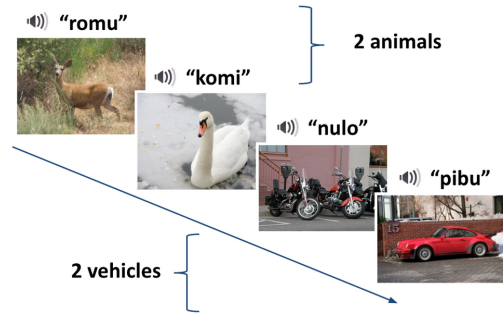 “romu”
2 animals
“komi”
“nulo”
“pibu”
15
2 vehicles